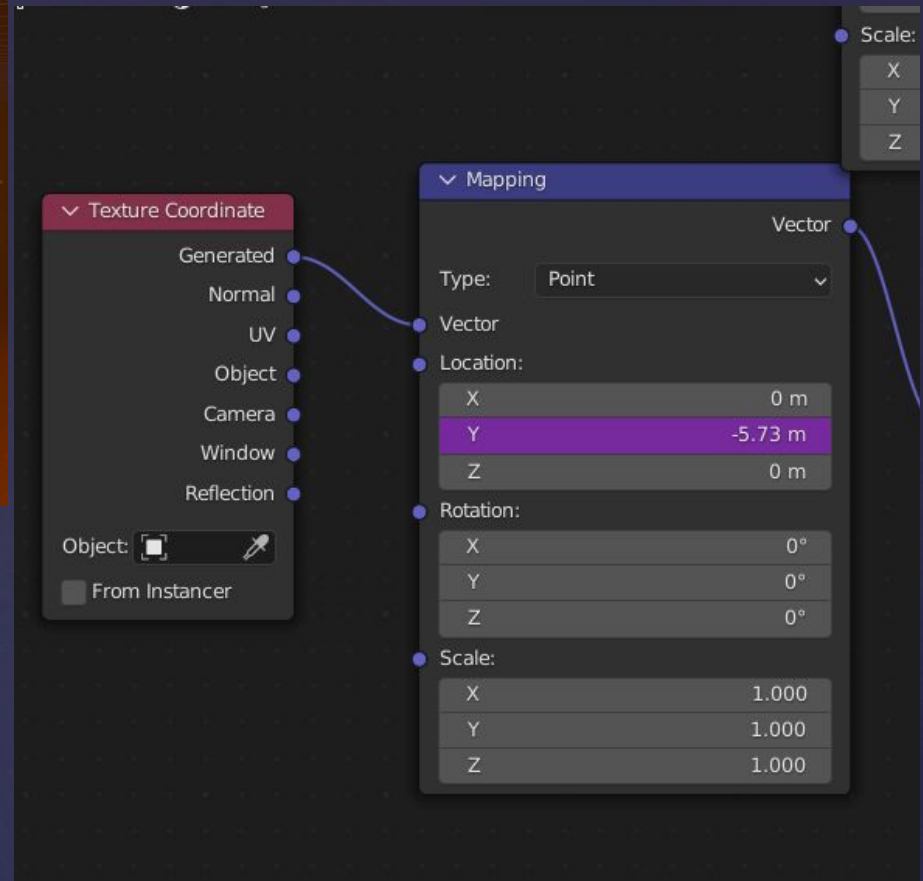 Scale:
X
Y
Z
Mapping
Texture Coordinate
Vector
Generated
Type: Point
Normal
Vector
UV
Location:
Object
X 0 m
Camera
Y -5.73 m
Window
Z 0 m
Reflection
Rotation:
Object:
X 0°
From Instancer
Y 0°
Z 0°
Scale:
X 1.000
Y 1.000
Z 1.000